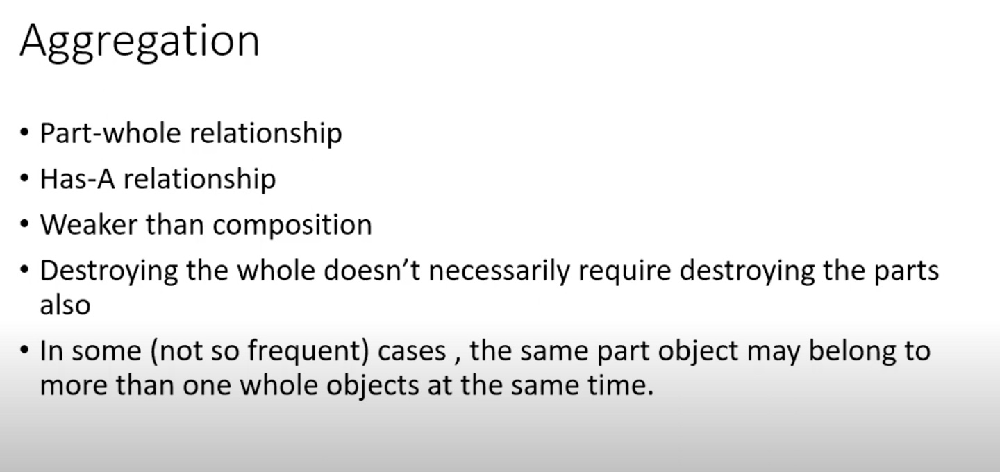 Aggregation
• Part-whole relationship
• Has-A relationship
• Weaker than composition
• Destroying the whole doesn’t necessarily require destroying the parts
also
• In some (not so frequent) cases , the same part object may belong to
more than one whole objects at the same time.